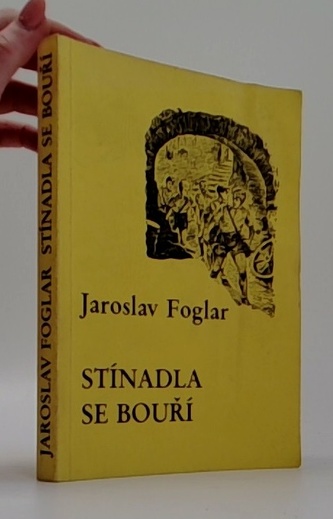 JAROSLAV FOGLAR STÍNADLA SE BOUŘÍ
Jaroslav Foglar
STÍNADLA
SE BOUŘÍ